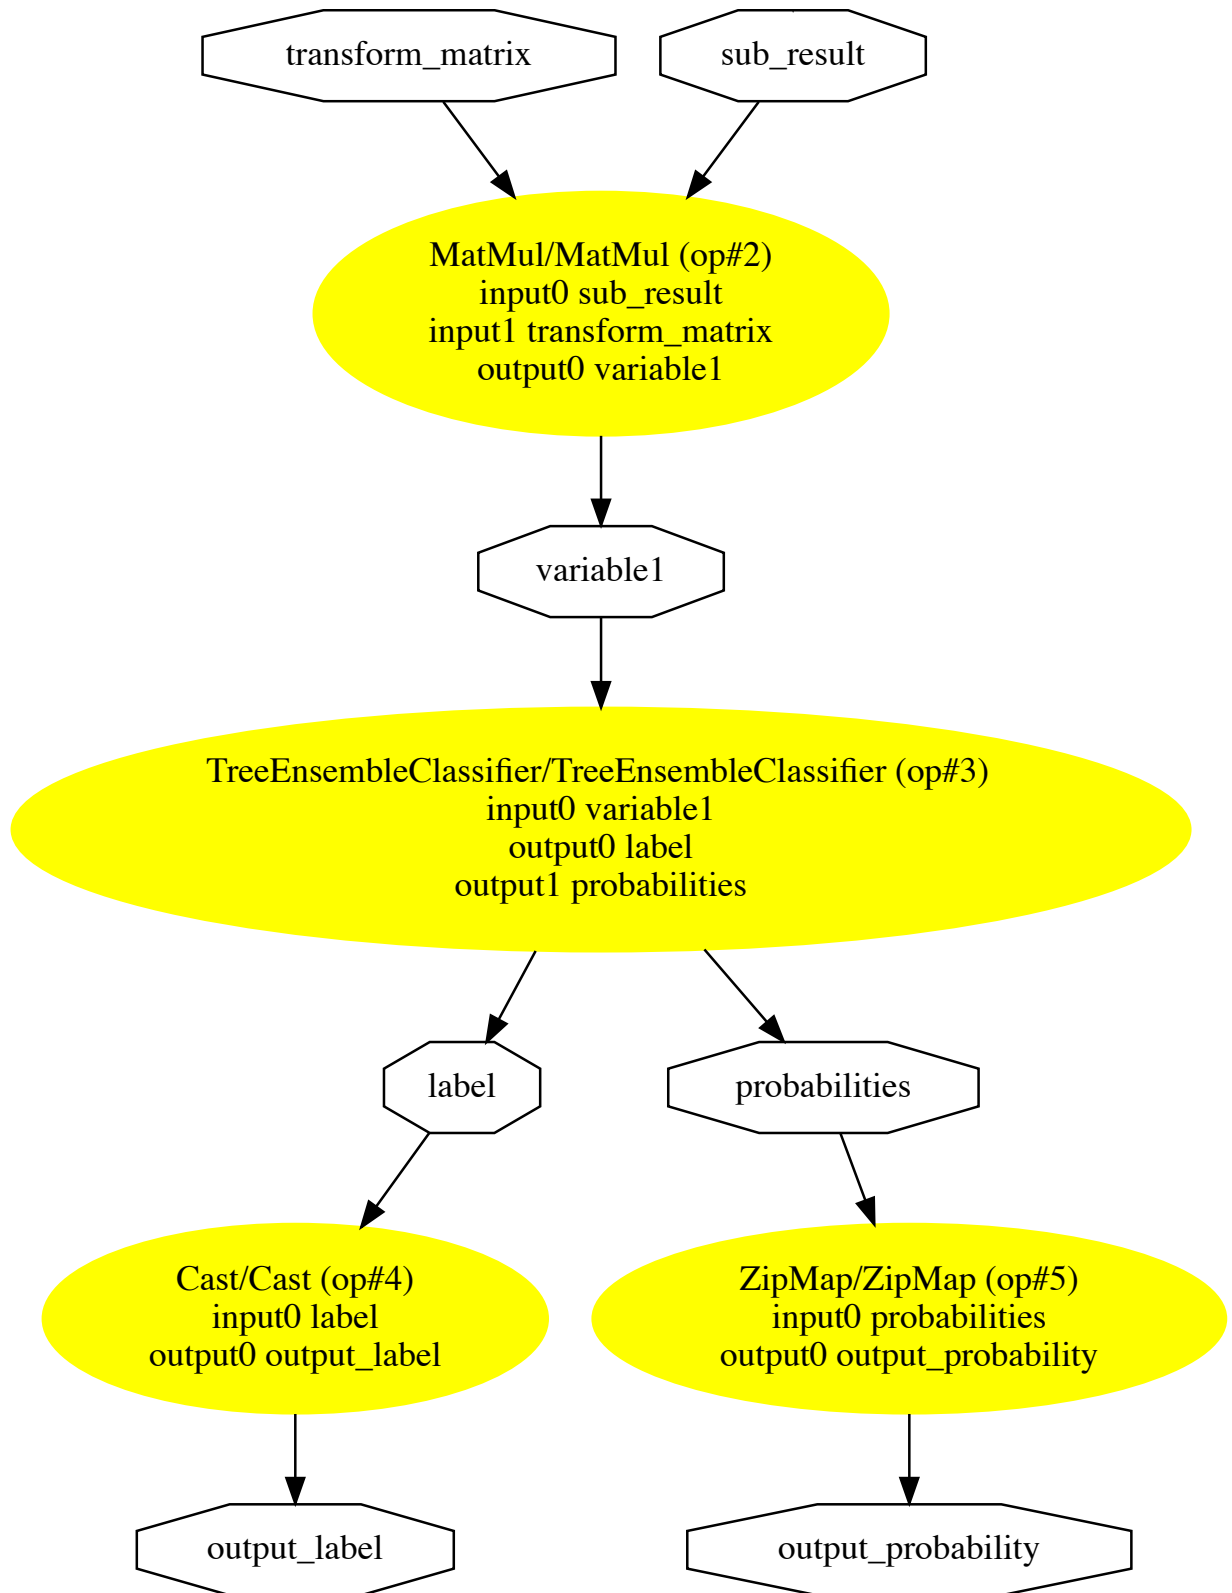 transform_matrix
sub_result
MatMul/MatMul (op#2)
input0 sub_result
input1 transform_matrix
output0 variable1
variable1
TreeEnsembleClassifier/TreeEnsembleClassifier (op#3)
input0 variable1
output0 label
output1 probabilities
label
probabilities
Cast/Cast (op#4)
input0 label
output0 output_label
ZipMap/ZipMap (op#5)
input0 probabilities
output0 output_probability
output_label
output_probability